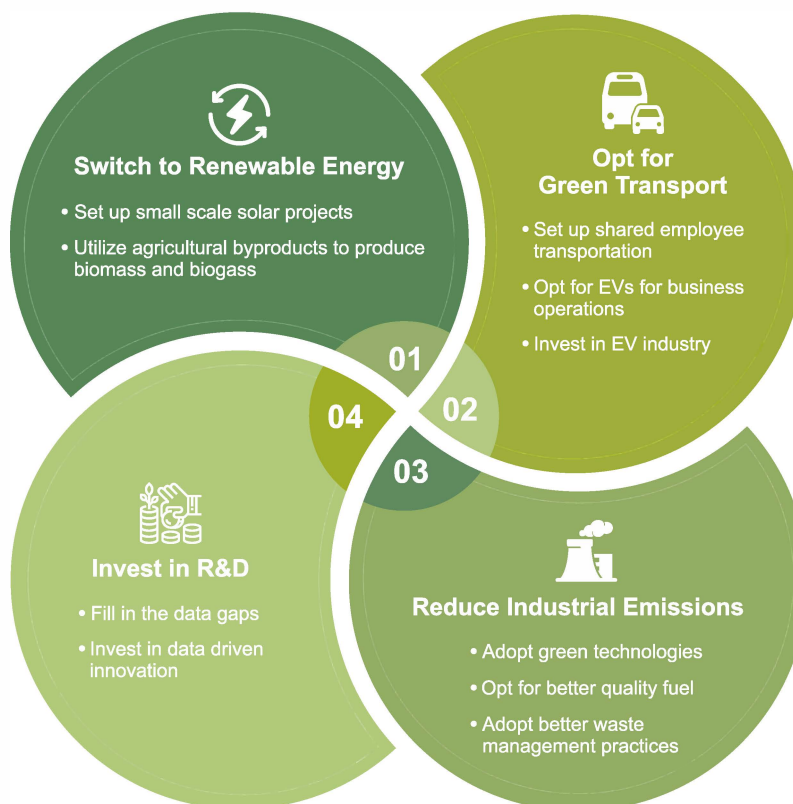 Switch to Renewable Energy
• Set up small scale solar projects
• Utilize agricultural byproducts to produce
biomass and biogass
01
Opt for
Green Transport
• Set up shared employee
transportation
• Opt for EVs for business
operations
• Invest in EV industry
02
03
Reduce Industrial Emissions
• Adopt green technologies
• Opt for better quality fuel
• Adopt better waste
management practices
04
Invest in R&D
• Fill in the data gaps
• Invest in data driven
innovation